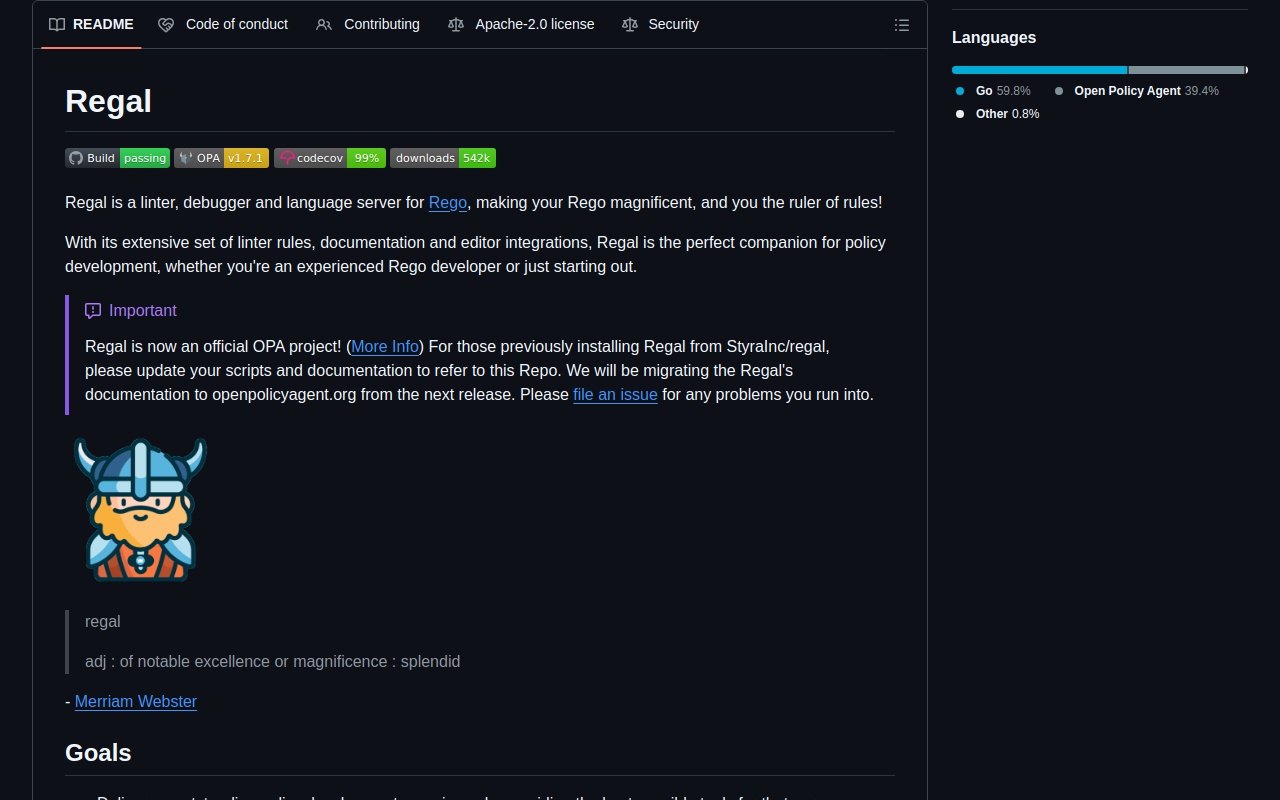 README
Code of conduct
Contributing
Apache-2.0 license
Security
Regal
Build passing
OPA v1.7.1
codecov 99%
downloads 542k
Regal is a linter, debugger and language server for Rego, making your Rego magnificent, and you the ruler of rules!
With its extensive set of linter rules, documentation and editor integrations, Regal is the perfect companion for policy
development, whether you're an experienced Rego developer or just starting out.
Important
Regal is now an official OPA project! (More Info) For those previously installing Regal from StyraInc/regal,
please update your scripts and documentation to refer to this Repo. We will be migrating the Regal's
documentation to openpolicyagent.org from the next release. Please file an issue for any problems you run into.
regal
adj : of notable excellence or magnificence : splendid
- Merriam Webster
Goals
Languages
Go 59.8%
Open Policy Agent 39.4%
Other 0.8%